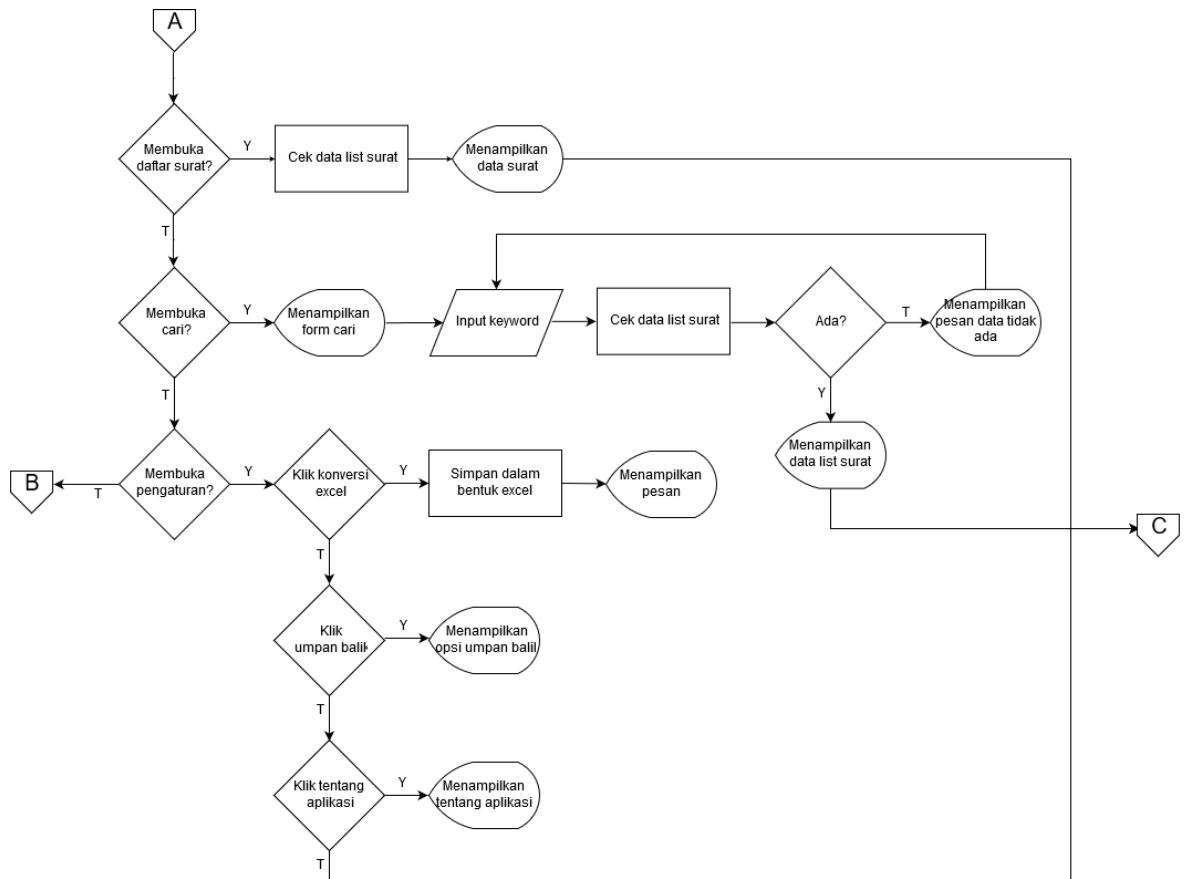 A
Membuka
daftar surat?
Y
Cek data list surat
Menampilkan
data surat
T
Membuka
cari?
Y
Menampilkan
form cari
Input keyword
Cek data list surat
Ada?
T
Menampilkan
pesan data tidak
ada
T
Y
Menampilkan
data list surat
B
T
Membuka
pengaturan?
Y
Klik konversi
excel
Y
Simpan dalam
bentuk excel
Menampilkan
pesan
C
T
Klik
umpan balik
Y
Menampilkan
opsi umpan balik
T
Klik tentang
aplikasi
Y
Menampilkan
tentang aplikasi
T